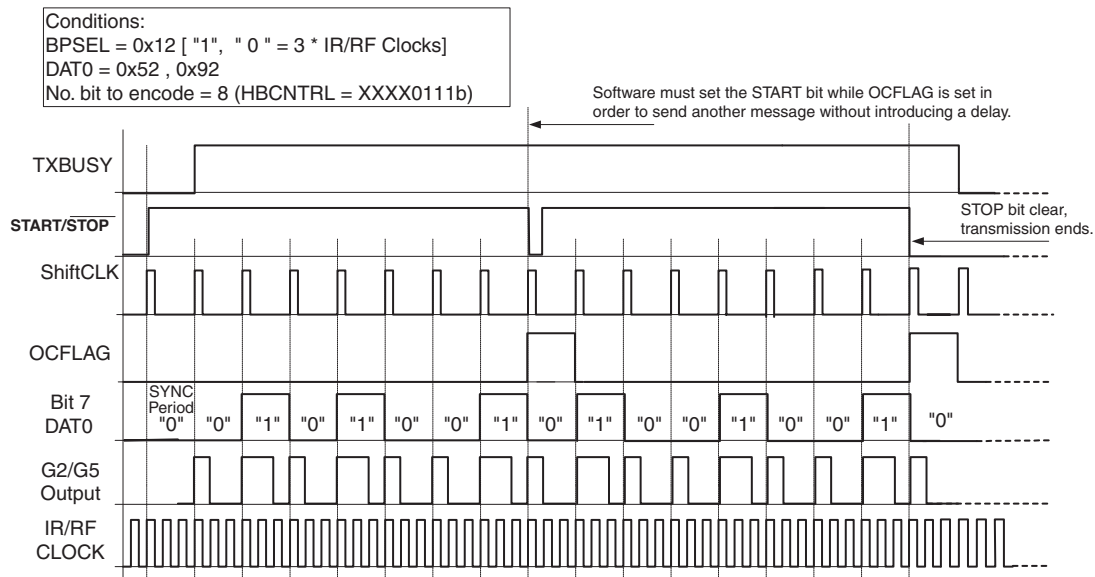 Conditions:
BPSEL = 0x12 [ "1", " 0 " = 3 * IR/RF Clocks]
DAT0 = 0x52 , 0x92
No. bit to encode = 8 (HBCNTRL = XXXX0111b)
Software must set the START bit while OCFLAG is set in
order to send another message without introducing a delay.
TXBUSY
START/STOP
STOP bit clear,
transmission ends.
ShiftCLK
OCFLAG
SYNC
Period
Bit 7
DAT0
"0" "0" "1" "0" "1" "0" "0" "1" "0" "1" "0" "0" "1" "0" "0" "1" "0"
G2/G5
Output
IR/RF
CLOCK